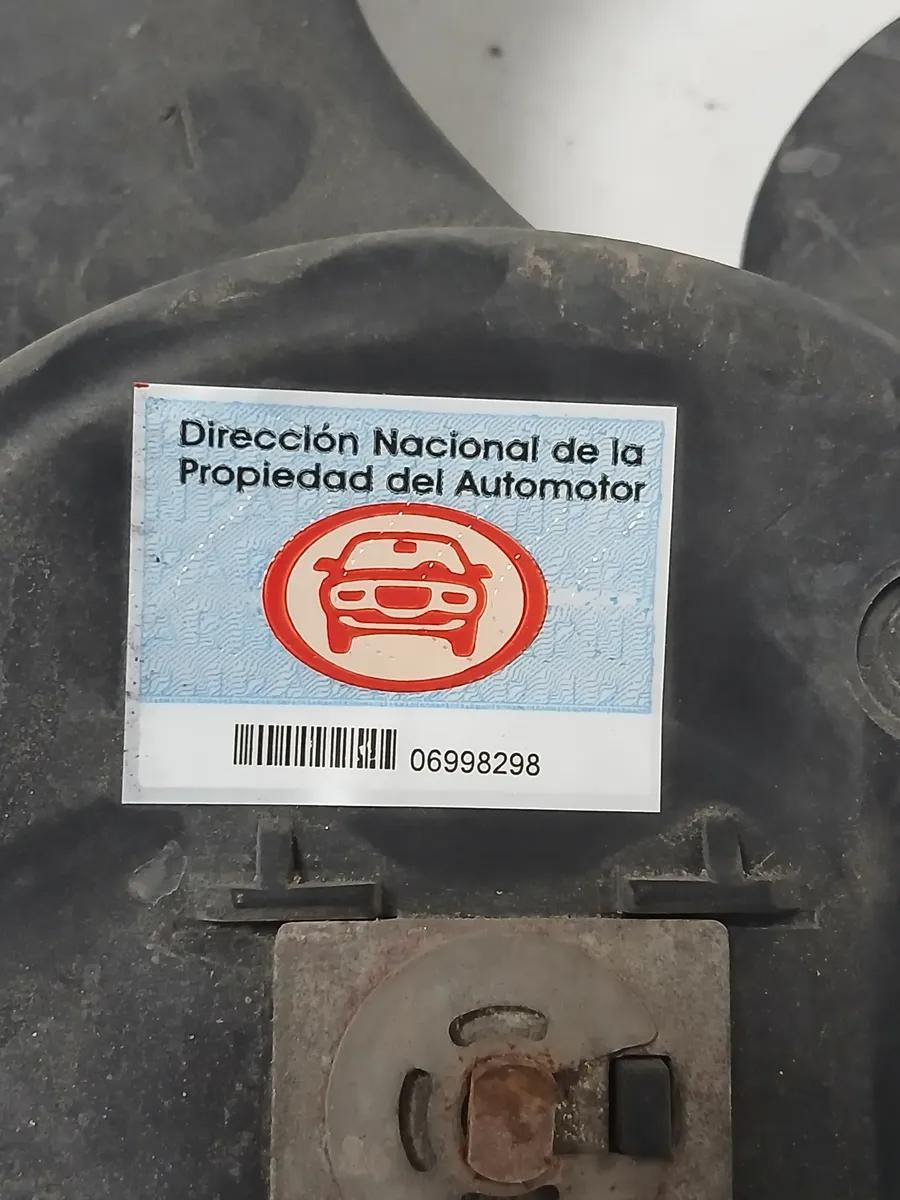 Dirección Nacional de la
Propiedad del Automotor
06998298